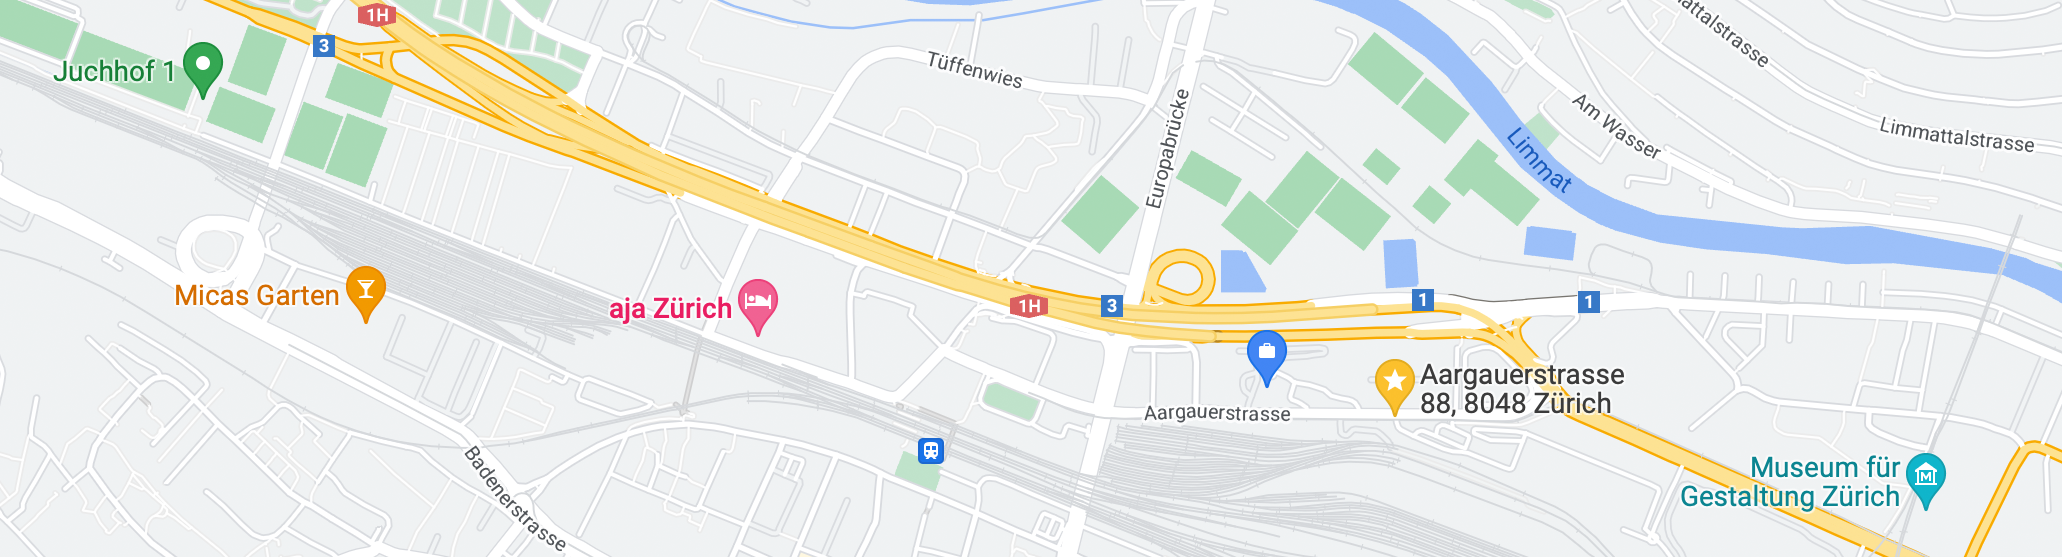 1H
3
Juchhof 1
Tüffenwies
Europabrücke
Limmat
Am Wasser
Limmattalstrasse
Limmattalstrasse
Micas Garten
aja Zürich
1H
3
1
1
Aargauerstrasse
88, 8048 Zürich
Aargauerstrasse
Badenerstrasse
Museum für
Gestaltung Zürich
M